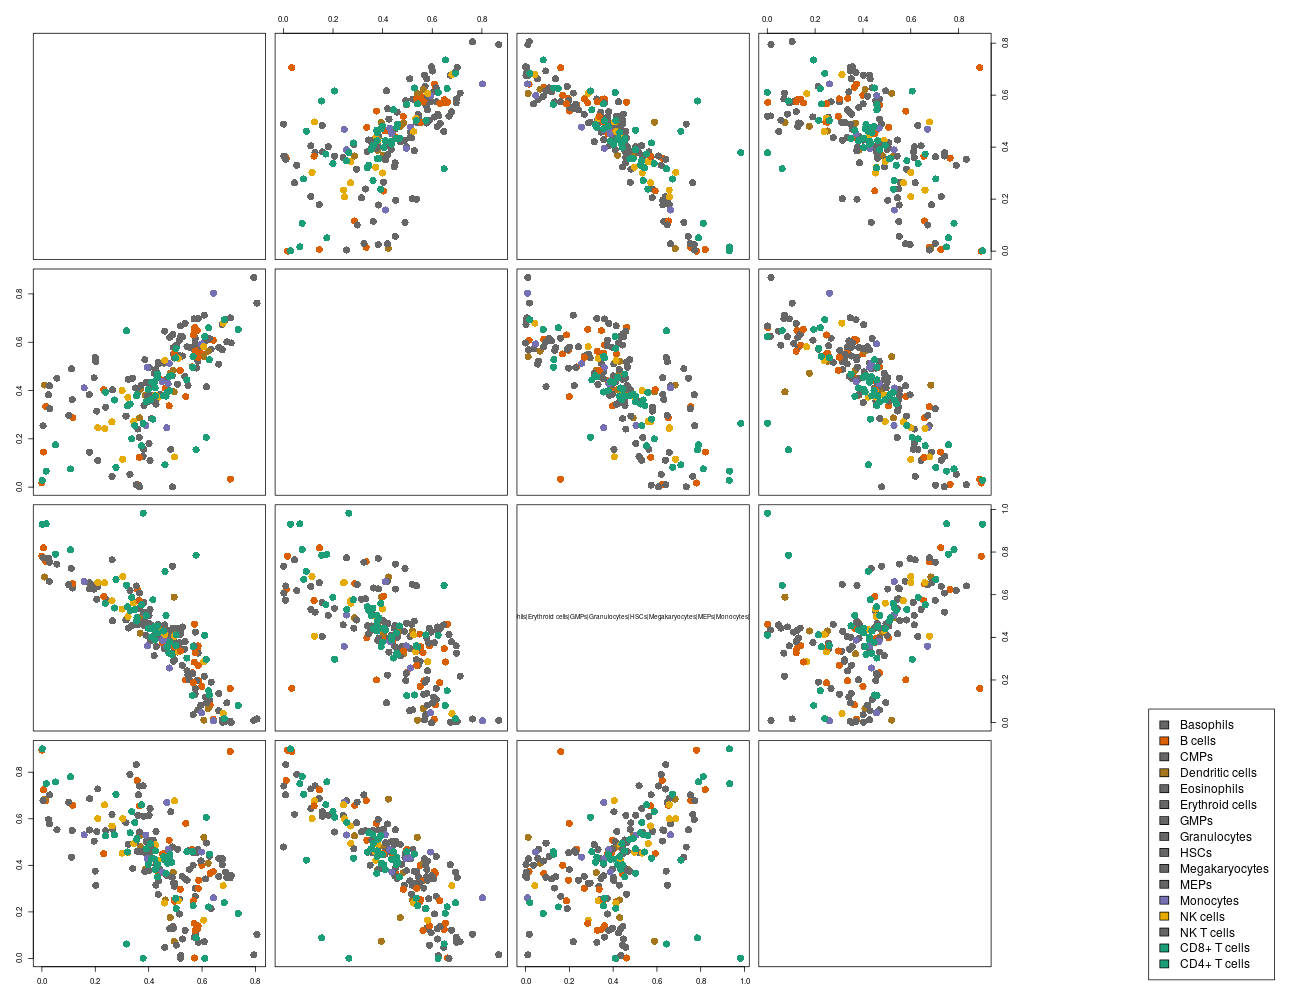 0.0 0.2 0.4 0.6 0.8
0.0 0.2 0.4 0.6 0.8
0.8
0.6
0.4
0.2
0.0
0.8
0.6
0.4
0.2
0.0
hils|Erythroid cells|GMPs|Granulocytes|HSCs|Megakaryocytes|MEPs|Monocytes|
1.0
0.8
0.6
0.4
0.2
0.0
0.8
0.6
0.4
0.2
0.0
0.0 0.2 0.4 0.6 0.8
0.0 0.2 0.4 0.6 0.8 1.0
Basophils
B cells
CMPs
Dendritic cells
Eosinophils
Erythroid cells
GMPs
Granulocytes
HSCs
Megakaryocytes
MEPs
Monocytes
NK cells
NK T cells
CD8+ T cells
CD4+ T cells